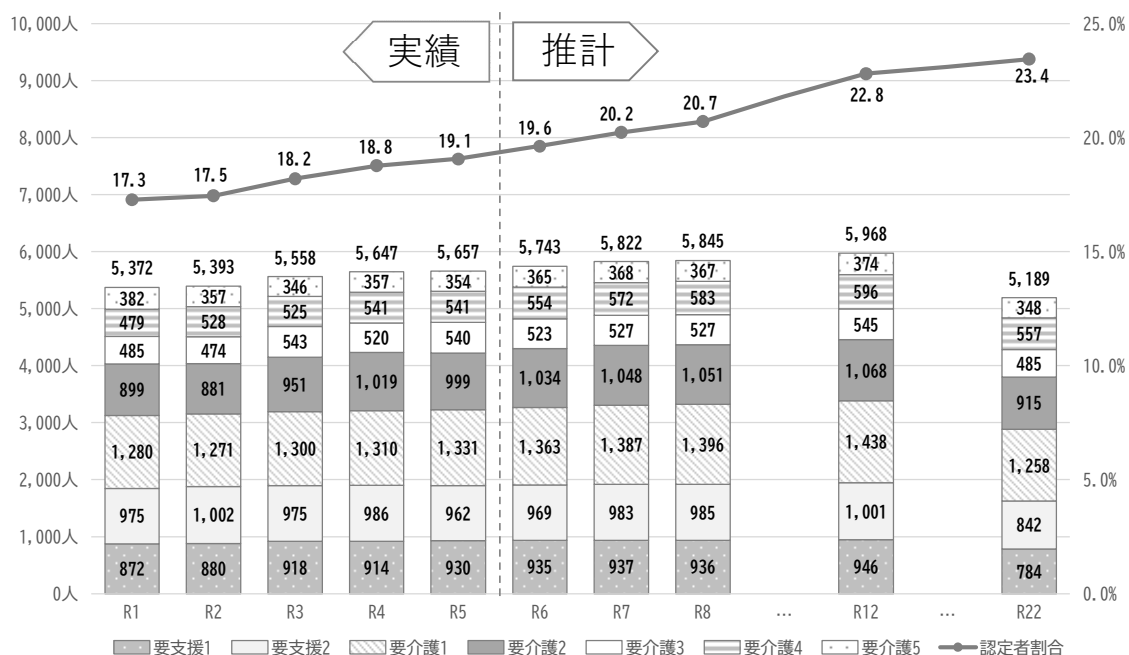 10,000人 25.0%
実績 推計
9,000人
23.4
22.8
20.7
20.2
8,000人 20.0%
19.6
19.1
18.8
18.2
17.5
17.3
7,000人
6,000人 15.0%
5,372 5,393 5,558 5,647 5,657 5,743 5,822 5,845 5,968 5,189
382 357 346 357 354 365 368 367 374 348
5,000人
479 528 525 541 541 554 572 583 596 557
485 474 543 520 540 523 527 527 545 485
4,000人 10.0%
899 881 951 1,019 999 1,034 1,048 1,051 1,068 915
3,000人
1,280 1,271 1,300 1,310 1,331 1,363 1,387 1,396 1,438 1,258
2,000人 5.0%
975 1,002 975 986 962 969 983 985 1,001 842
1,000人
872 880 918 914 930 935 937 936 946 784
0人 0.0%
R1 R2 R3 R4 R5 R6 R7 R8 … R12 … R22
要支援1 要支援2 要介護1 要介護2 要介護3 要介護4 要介護5 認定者割合